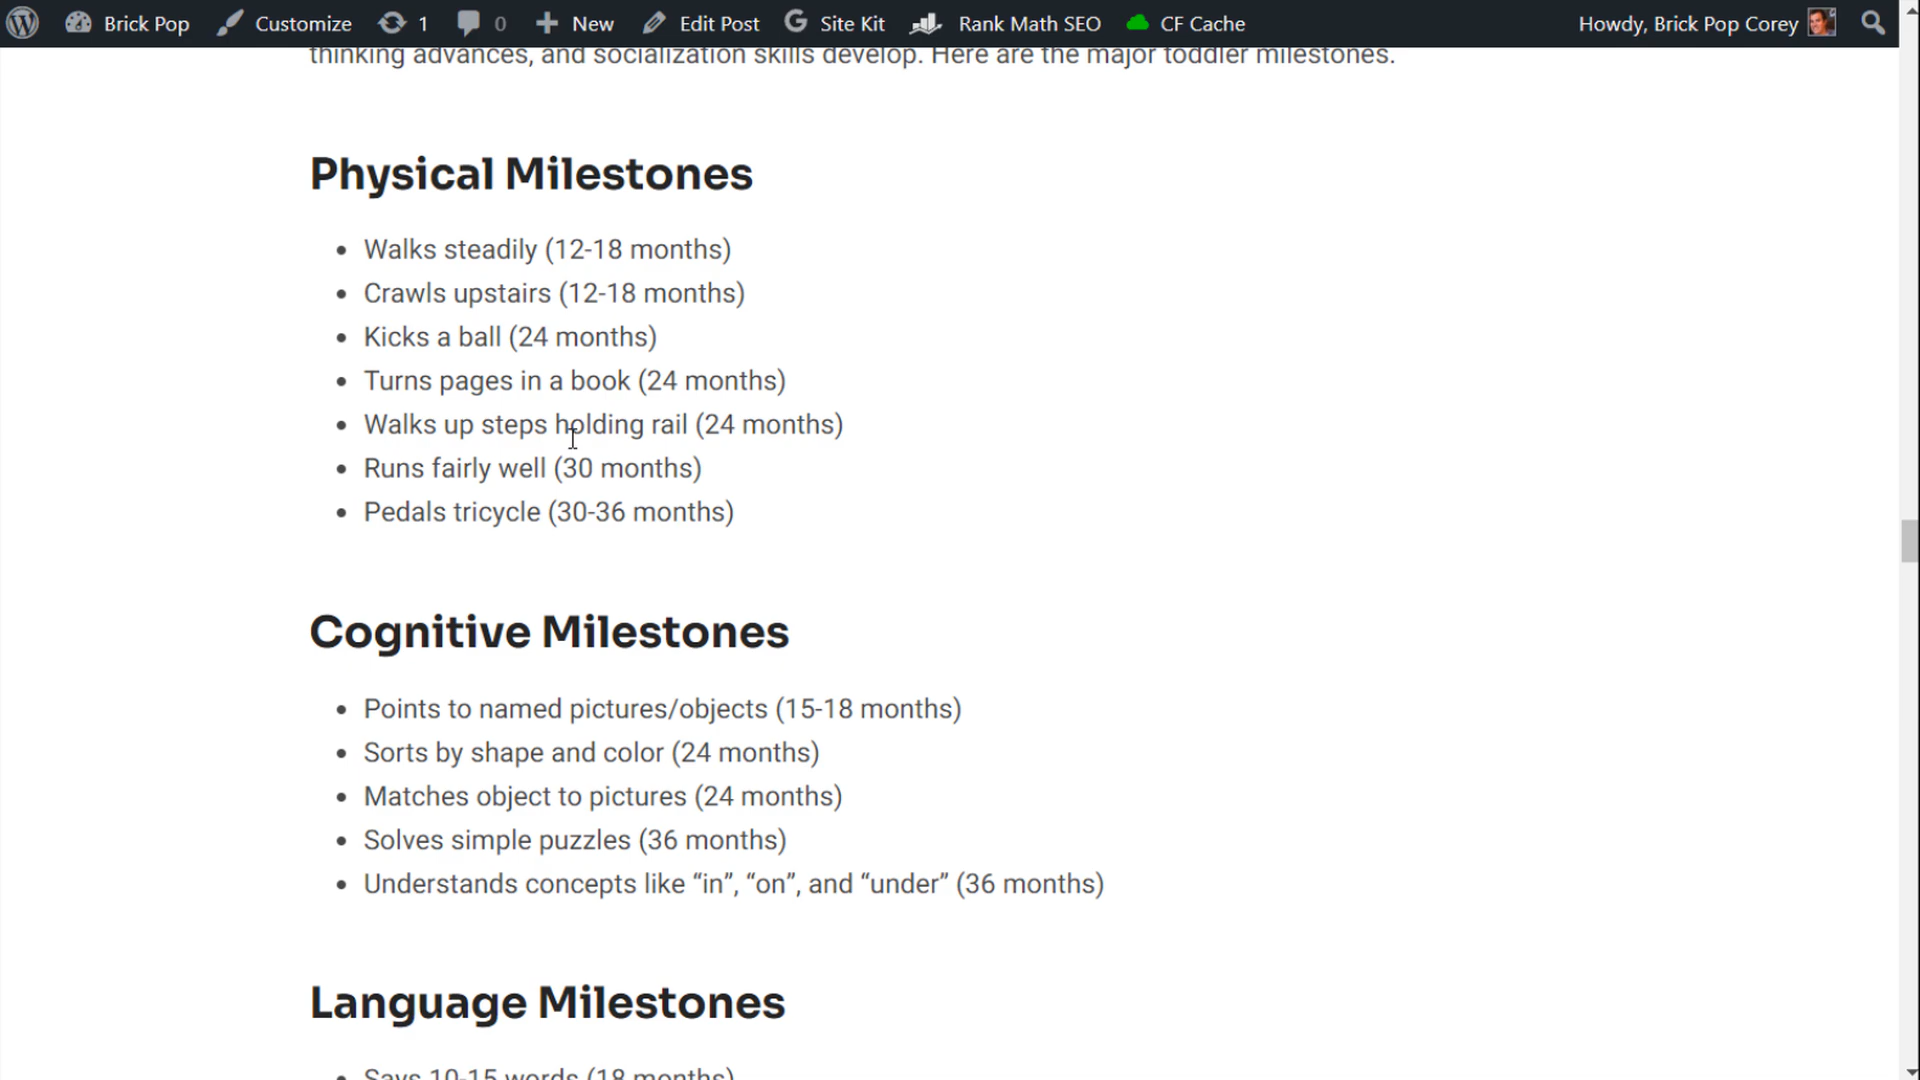 Brick Pop Customize 1 0 New Edit Post Site Kit Rank Math SEO CF Cache Howdy, Brick Pop Corey
thinking advances, and socialization skills develop. Here are the major toddler milestones.
Physical Milestones
• Walks steadily (12-18 months)
• Crawls upstairs (12-18 months)
• Kicks a ball (24 months)
• Turns pages in a book (24 months)
• Walks up steps holding rail (24 months)
• Runs fairly well (30 months)
• Pedals tricycle (30-36 months)
Cognitive Milestones
• Points to named pictures/objects (15-18 months)
• Sorts by shape and color (24 months)
• Matches object to pictures (24 months)
• Solves simple puzzles (36 months)
• Understands concepts like “in”, “on”, and “under” (36 months)
Language Milestones
• Says 10-15 words (18 months)